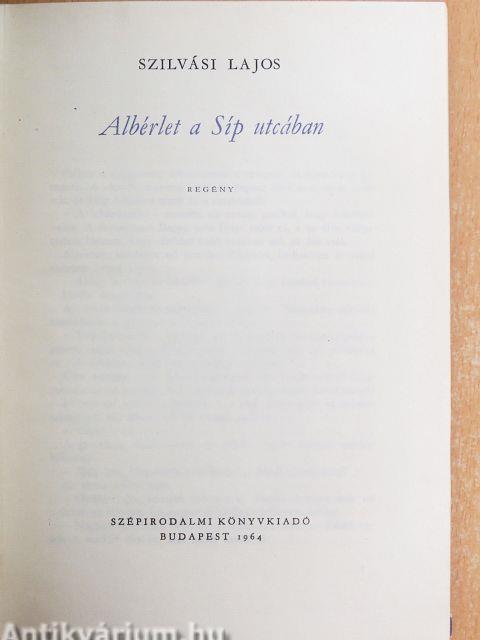 SZILVÁSI LAJOS
Albérlet a Síp utcában
REGÉNY
SZÉPIRODALMI KÖNYVKIADÓ
BUDAPEST 1964
Antikvárium.hu